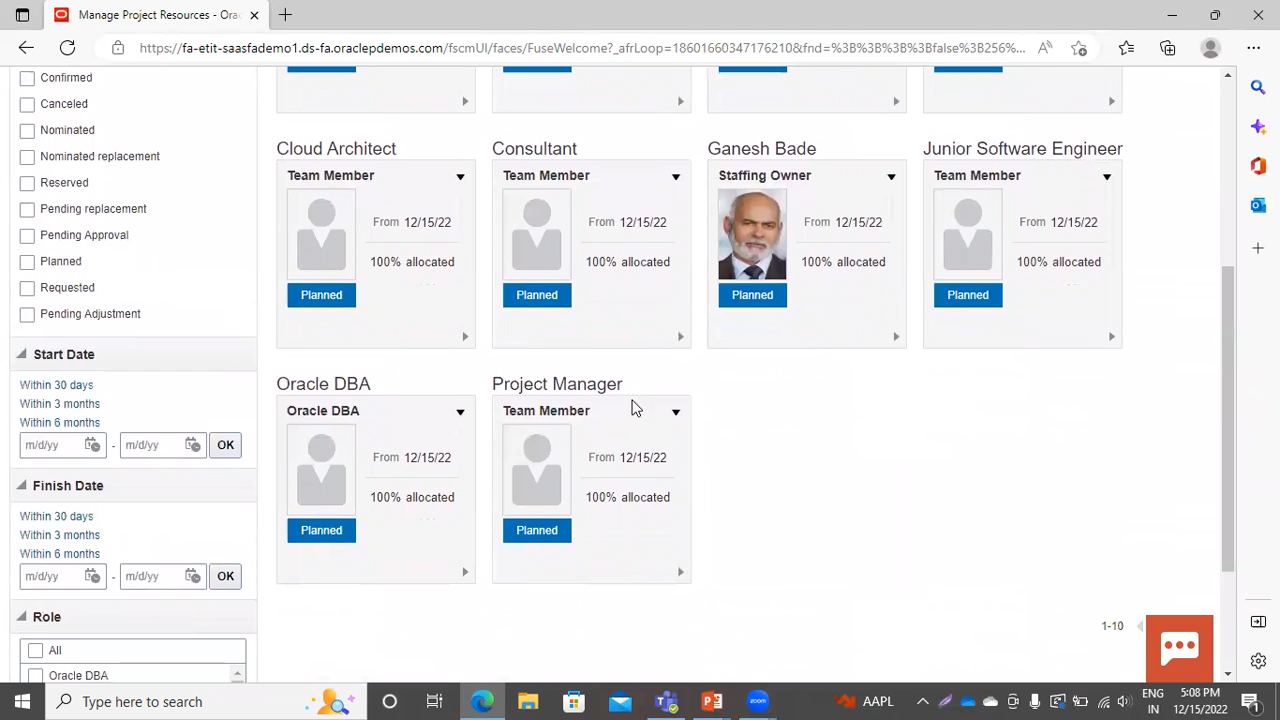 Manage Project Resources - Ora
https://fa-etit-saasfademo1.ds-fa.oraclepdemos.com/fscmUI/faces/FuseWelcome?_afrLoop=18601660347176210&fnd=%3B%3B%3B%3Bfalse%3B256%...
Confirmed
Canceled
Nominated
Nominated replacement
Reserved
Pending replacement
Pending Approval
Planned
Requested
Pending Adjustment
Start Date
Within 30 days
Within 3 months
Within 6 months
m/d/yy - m/d/yy OK
Finish Date
Within 30 days
Within 3 months
Within 6 months
m/d/yy - m/d/yy OK
Role
All
Oracle DBA
Cloud Architect
Team Member
From 12/15/22
100% allocated
Planned
Consultant
Team Member
From 12/15/22
100% allocated
Planned
Ganesh Bade
Staffing Owner
From 12/15/22
100% allocated
Planned
Junior Software Engineer
Team Member
From 12/15/22
100% allocated
Planned
Oracle DBA
Oracle DBA
From 12/15/22
100% allocated
Planned
Project Manager
Team Member
From 12/15/22
100% allocated
Planned
1-10
Type here to search
zoom
AAPL
ENG
IN
5:08 PM
12/15/2022
1